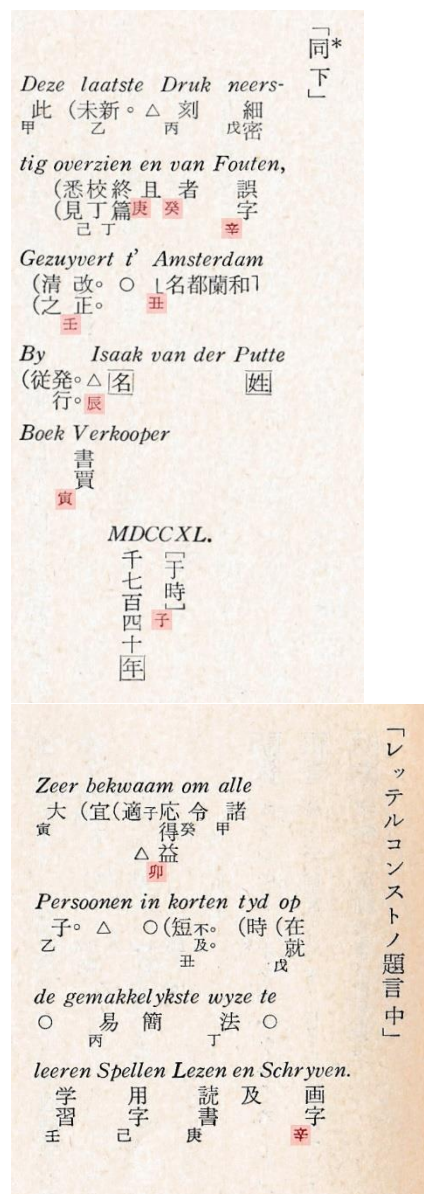 「同*下」
Deze laatste Druk neers-
此 (未新。 △ 刻 細密
甲 乙 丙 戊
tig overzien en van Fouten,
(悉校終且者 誤
(見丁篇庚 癸 字
己 丁 辛
Gezuyvert t' Amsterdam
(清 改。 〇 [名都蘭和]
(之 正。 丑
壬
By Isaak van der Putte
(従発。△ 名 姓
行。辰
Boek Verkooper
書賈
寅
MDCCXL.
千七百四十年
[于時]
子
「レッテルコンストノ題言中」
Zeer bekwaam om alle
大 (宜(適子応 令 諸
寅 得癸 甲
△ 益
卯
Persoonen in korten tyd op
子。 △ 〇(短不。 (時(在
乙 及。 就
丑 戊
de gemakkelykste wyze te
〇 易 簡 法 〇
丙 丁
leeren Spellen Lezen en Schryven.
学 用 読 及 画
習 字 書 字
壬 己 庚 辛